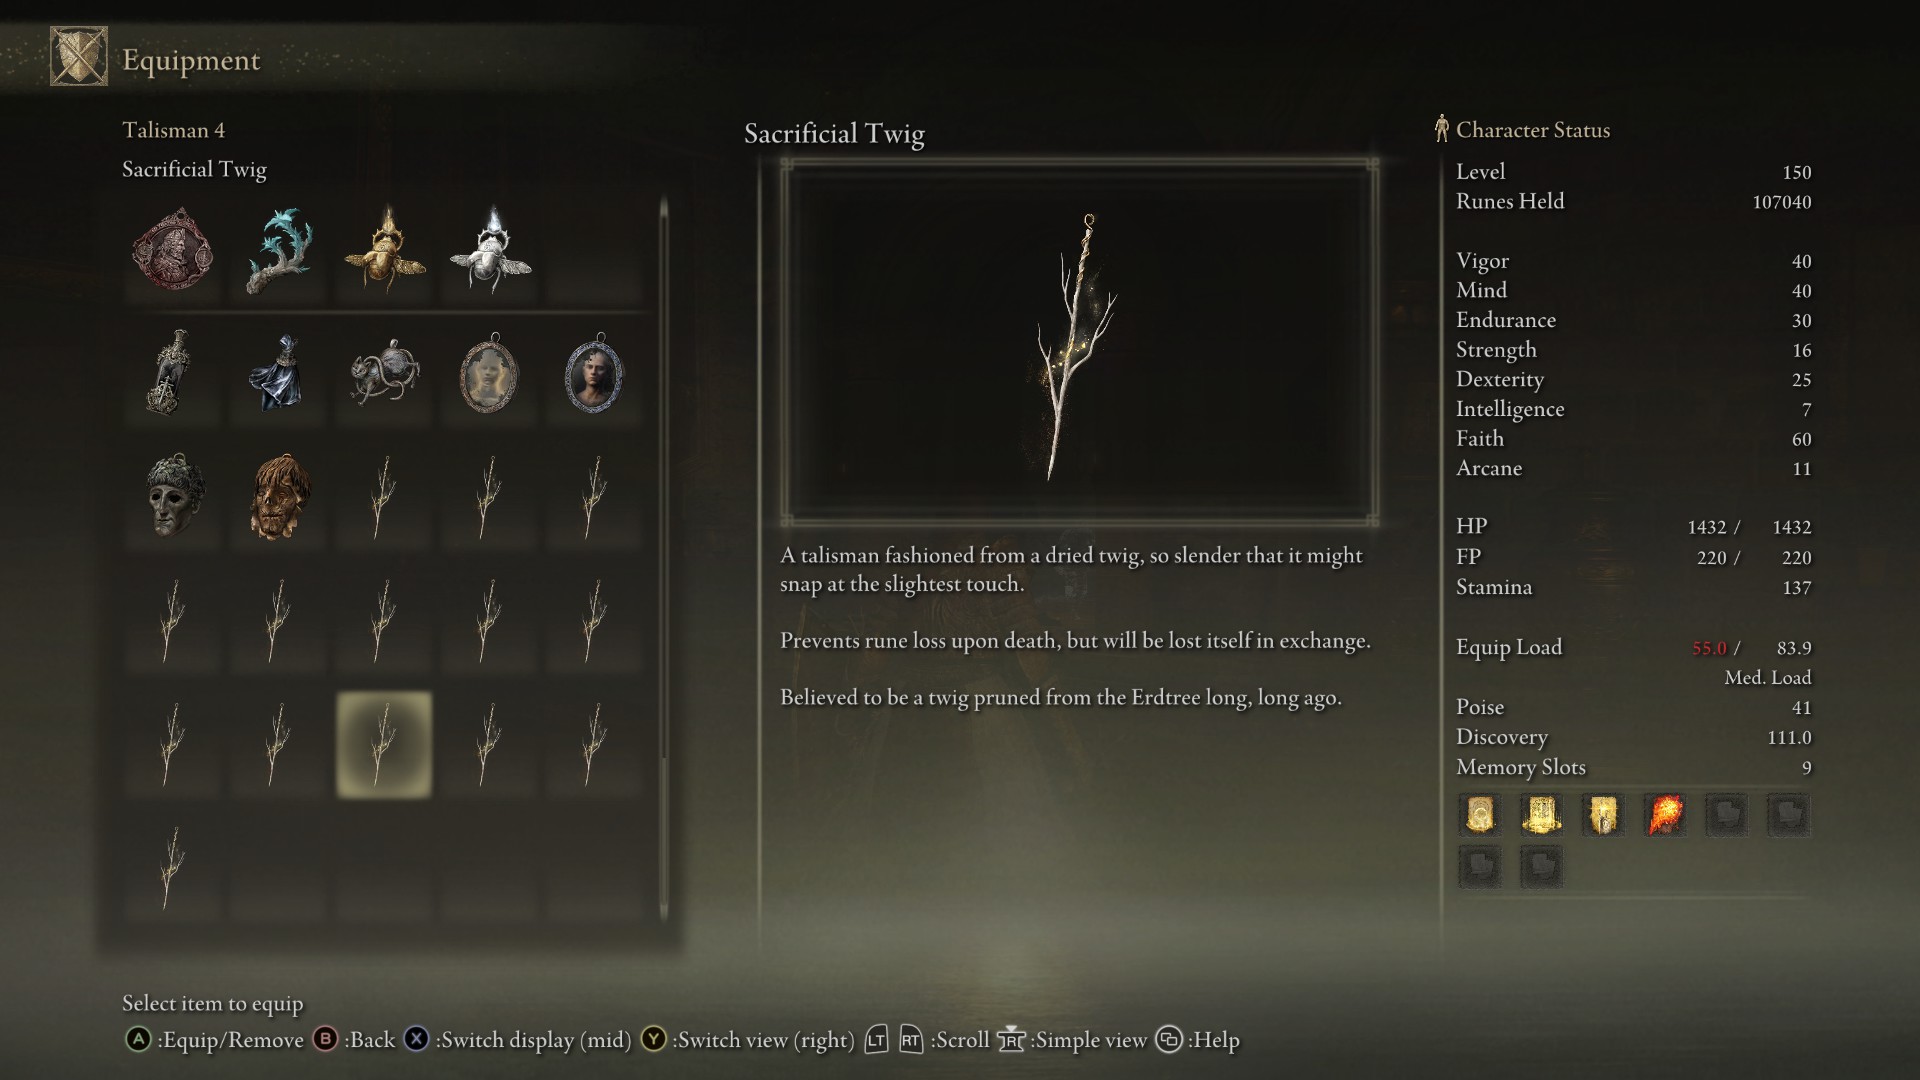 Equipment
Talisman 4
Sacrificial Twig
Sacrificial Twig
A talisman fashioned from a dried twig, so slender that it might
snap at the slightest touch.
Prevents rune loss upon death, but will be lost itself in exchange.
Believed to be a twig pruned from the Erdtree long, long ago.
Character Status
Level 150
Runes Held 107040
Vigor 40
Mind 40
Endurance 30
Strength 16
Dexterity 25
Intelligence 7
Faith 60
Arcane 11
HP 1432 / 1432
FP 220 / 220
Stamina 137
Equip Load 55.0 / 83.9
Med. Load
Poise 41
Discovery 111.0
Memory Slots 9
Select item to equip
A :Equip/Remove B :Back X :Switch display (mid) Y :Switch view (right) LT RT :Scroll R :Simple view :Help